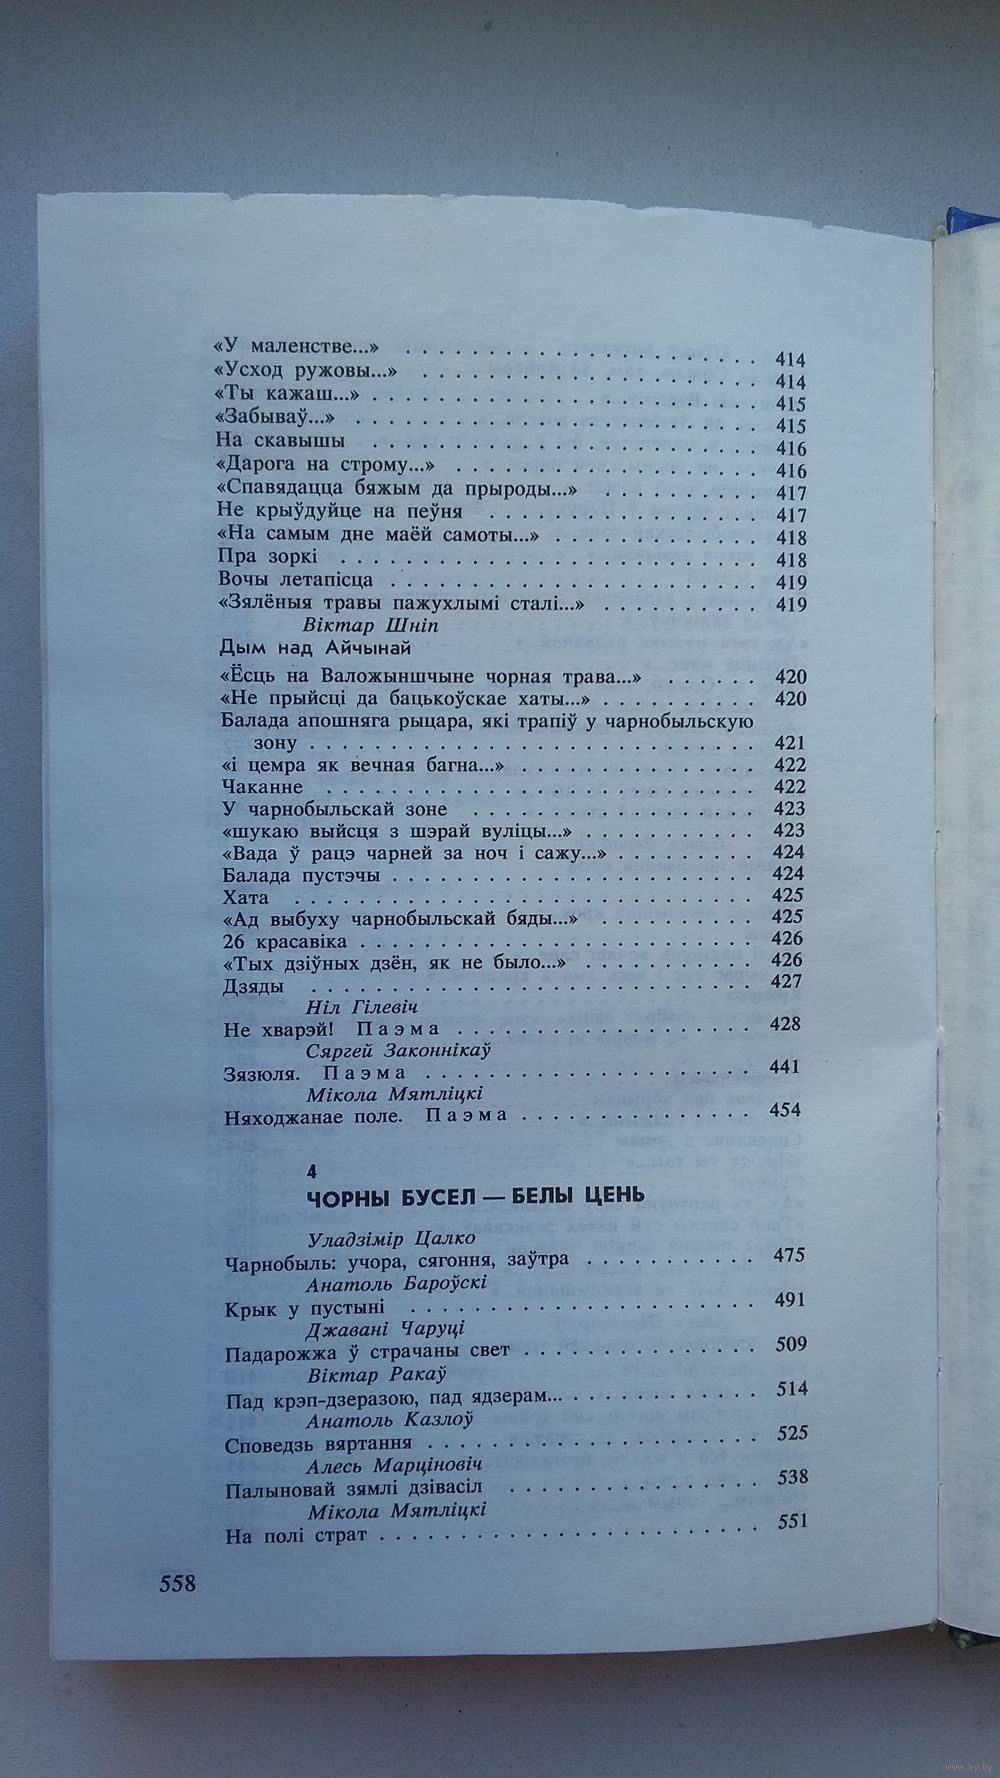 «У маленстве...» . . . . . . . . . . . . . . . . . . 414
«Усход ружовы...» . . . . . . . . . . . . . . . . . 414
«Ты кажаш...» . . . . . . . . . . . . . . . . . . . . 415
«Забываў...» . . . . . . . . . . . . . . . . . . . . . 415
На скавышы . . . . . . . . . . . . . . . . . . . . 416
«Дарога на строму...» . . . . . . . . . . . . . . . . 416
«Спавядацца бяжым да прыроды...» . . . . . . . . 417
Не крыўдуйце на пеўня . . . . . . . . . . . . . . 417
«На самым дне маёй самоты...» . . . . . . . . . . . 418
Пра зоркі . . . . . . . . . . . . . . . . . . . . . . 418
Вочы летапісца . . . . . . . . . . . . . . . . . . . 419
«Зялёныя травы пажухлымі сталі...» . . . . . . . . 419
Віктар Шніп
Дым над Айчынай
«Ёсць на Валожыншчыне чорная трава...» . . . . . . 420
«Не прыйсці да бацькоўскае хаты...» . . . . . . . . 420
Балада апошняга рыцара, які трапіў у чарнобыльскую
зону . . . . . . . . . . . . . . . . . . . . . . . 421
«і цемра як вечная багна...» . . . . . . . . . . . . 422
Чаканне . . . . . . . . . . . . . . . . . . . . . . 422
У чарнобыльскай зоне . . . . . . . . . . . . . . . 423
«шукаю выйсця з шэрай вуліцы...» . . . . . . . . . 423
«Вада ў рацэ чарней за ноч і сажу...» . . . . . . . . 424
Балада пустэчы . . . . . . . . . . . . . . . . . . . 424
Хата . . . . . . . . . . . . . . . . . . . . . . . . 425
«Ад выбуху чарнобыльскай бяды...» . . . . . . . . 425
26 красавіка . . . . . . . . . . . . . . . . . . . . . 426
«Тых дзіўных дзён, як не было...» . . . . . . . . . 426
Дзяды . . . . . . . . . . . . . . . . . . . . . . . 427
Ніл Гілевіч
Не хварэй! Паэма . . . . . . . . . . . . . . . . 428
Сяргей Законнікаў
Зязюля. Паэма . . . . . . . . . . . . . . . . . . 441
Мікола Мятліцкі
Няходжанае поле. Паэма . . . . . . . . . . . . . 454
4
ЧОРНЫ БУСЕЛ — БЕЛЫ ЦЕНЬ
Уладзімір Цалко
Чарнобыль: учора, сягоння, заўтра . . . . . . . . . 475
Анатоль Бароўскі
Крык у пустыні . . . . . . . . . . . . . . . . . . 491
Джавані Чаруці
Падарожжа ў страчаны свет . . . . . . . . . . . . . 509
Віктар Ракаў
Пад крэп-дзеразою, пад ядзерам... . . . . . . . . . . 514
Анатоль Казлоў
Споведзь вяртання . . . . . . . . . . . . . . . . . 525
Алесь Марціновіч
Палыновай зямлі дзівасіл . . . . . . . . . . . . . 538
Мікола Мятліцкі
На полі страт . . . . . . . . . . . . . . . . . . . . 551
558
www.ay.by